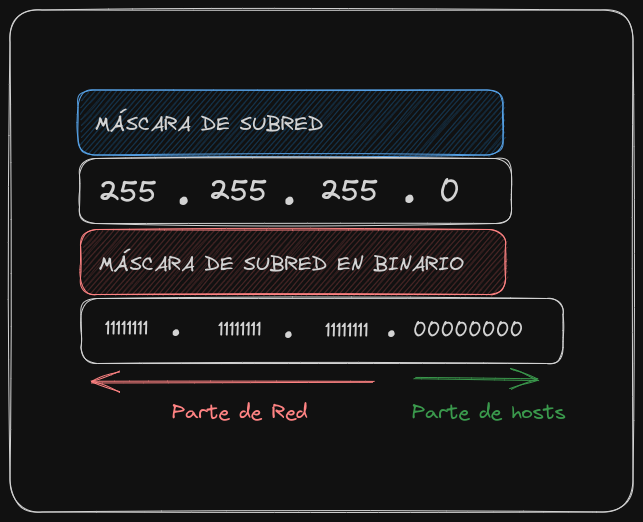 MÁSCARA DE SUBRED
255 . 255 . 255 . 0
MÁSCARA DE SUBRED EN BINARIO
11111111 . 11111111 . 11111111 . 00000000
Parte de Red Parte de hosts